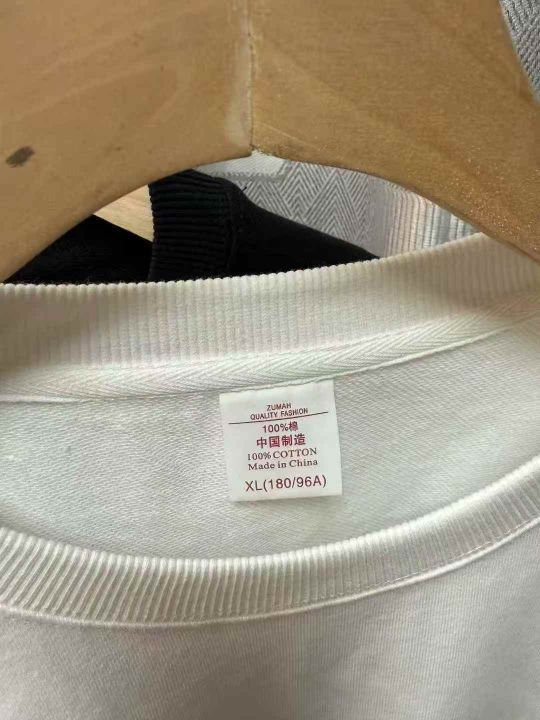 ZUMAH
QUALITY FASHION
100%棉
中国制造
100% COTTON
Made in China
XL(180/96A)